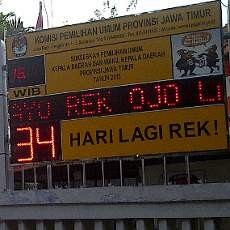 KOMISI PEMILIHAN UMUM PROVINSI JAWA TIMUR
SUKSESKAN PEMILIHAN UMUM
KEPALA DAERAH DAN WAKIL KEPALA DAERAH
PROVINSI JAWA TIMUR
TAHUN 2013
WIB
AYO REK OJO LI
34 HARI LAGI REK!